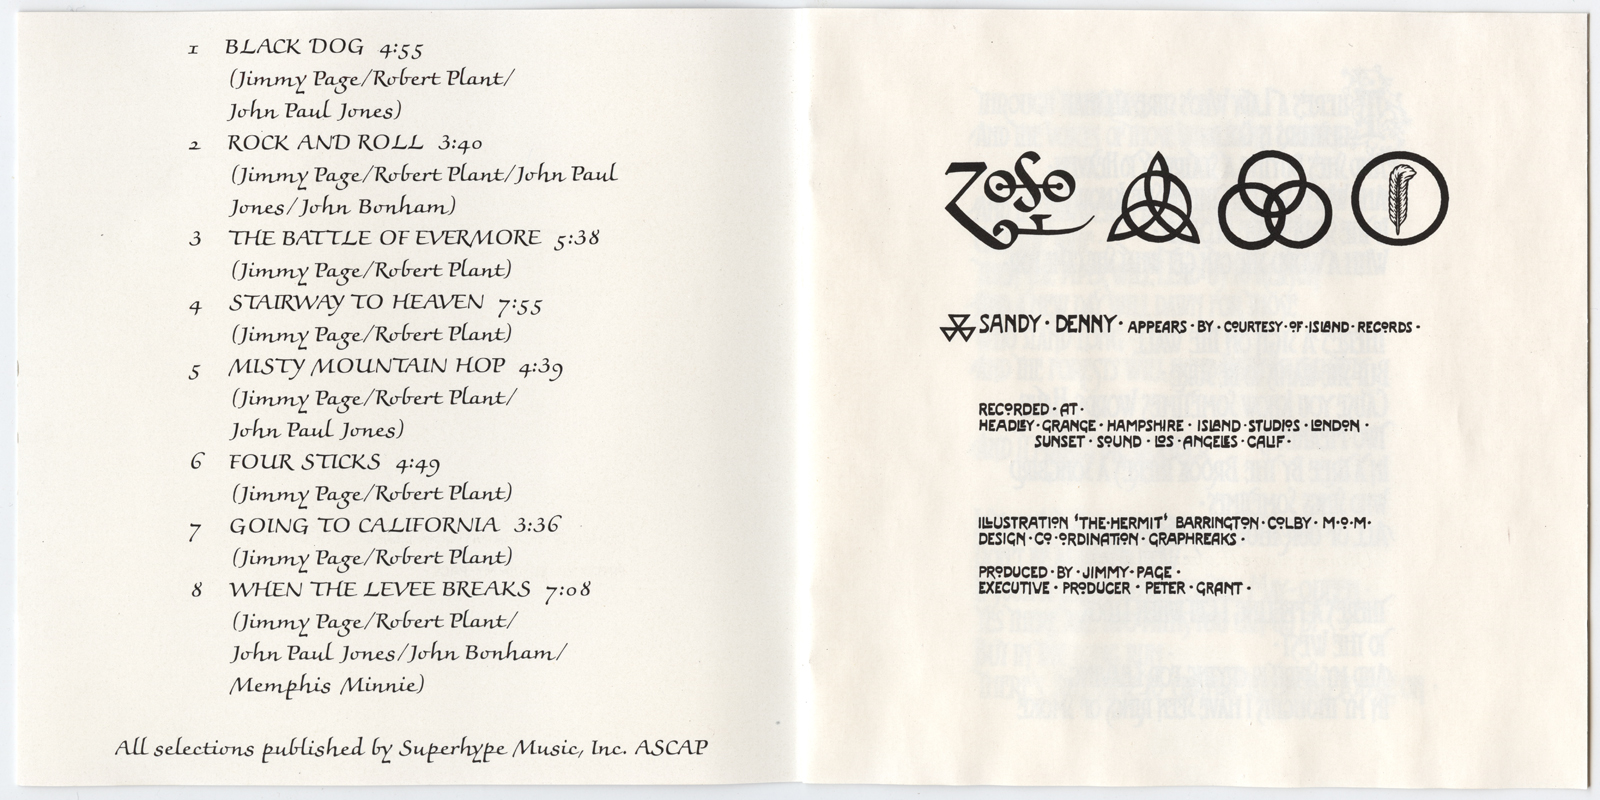 1 BLACK DOG 4:55
(Jimmy Page/Robert Plant/
John Paul Jones)
2 ROCK AND ROLL 3:40
(Jimmy Page/Robert Plant/John Paul
Jones/John Bonham)
3 THE BATTLE OF EVERMORE 5:38
(Jimmy Page/Robert Plant)
4 STAIRWAY TO HEAVEN 7:55
(Jimmy Page/Robert Plant)
5 MISTY MOUNTAIN HOP 4:39
(Jimmy Page/Robert Plant/
John Paul Jones)
6 FOUR STICKS 4:49
(Jimmy Page/Robert Plant)
7 GOING TO CALIFORNIA 3:36
(Jimmy Page/Robert Plant)
8 WHEN THE LEVEE BREAKS 7:08
(Jimmy Page/Robert Plant/
John Paul Jones/John Bonham/
Memphis Minnie)
All selections published by Superhype Music, Inc. ASCAP
ZOSO
SANDY · DENNY · APPEARS · BY · COURTESY · OF · ISLAND · RECORDS ·
RECORDED · AT ·
HEADLEY · GRANGE · HAMPSHIRE · ISLAND · STUDIOS · LONDON ·
SUNSET · SOUND · LOS · ANGELES · CALIF ·
ILLUSTRATION 'THE·HERMIT' BARRINGTON · COLBY · M·O·M·
DESIGN · CO·ORDINATION · GRAPHREAKS ·
PRODUCED · BY · JIMMY · PAGE ·
EXECUTIVE · PRODUCER · PETER · GRANT ·